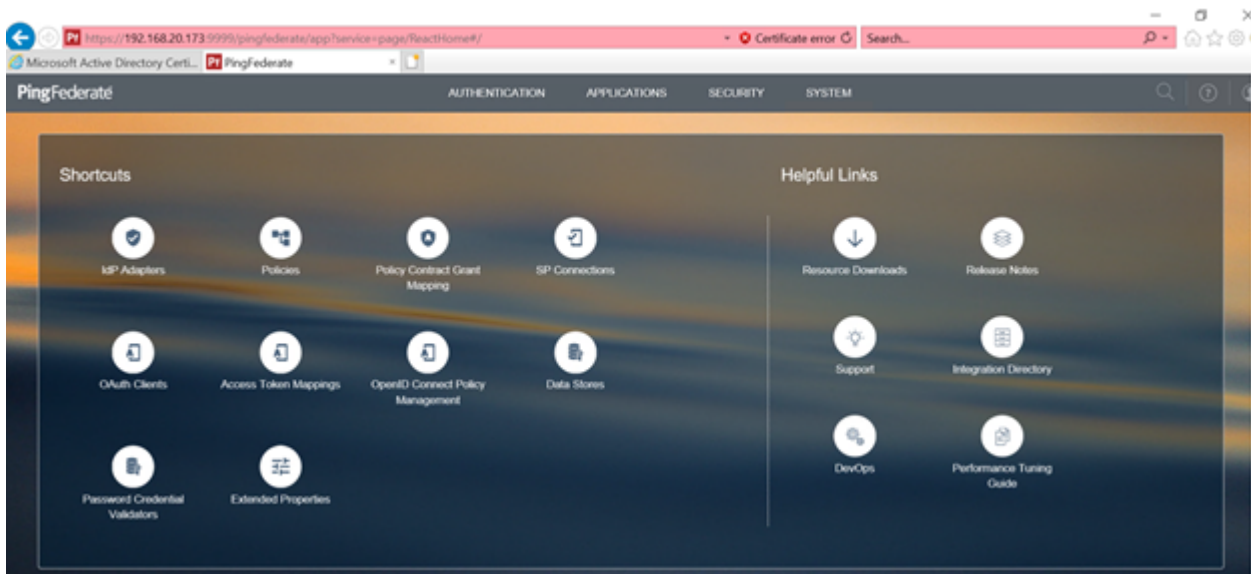 https://192.168.20.173:9999/pingfederate/app?service=page/ReactHome#/
Certificate error
Search...
Microsoft Active Directory Certi...
PingFederate
PingFederate
AUTHENTICATION
APPLICATIONS
SECURITY
SYSTEM
Shortcuts
Helpful Links
IdP Adapters
Policies
Policy Contract Grant
Mapping
SP Connections
Resource Downloads
Release Notes
OAuth Clients
Access Token Mappings
OpenID Connect Policy
Management
Data Stores
Support
Integration Directory
Password Credential
Validators
Extended Properties
DevOps
Performance Tuning
Guide